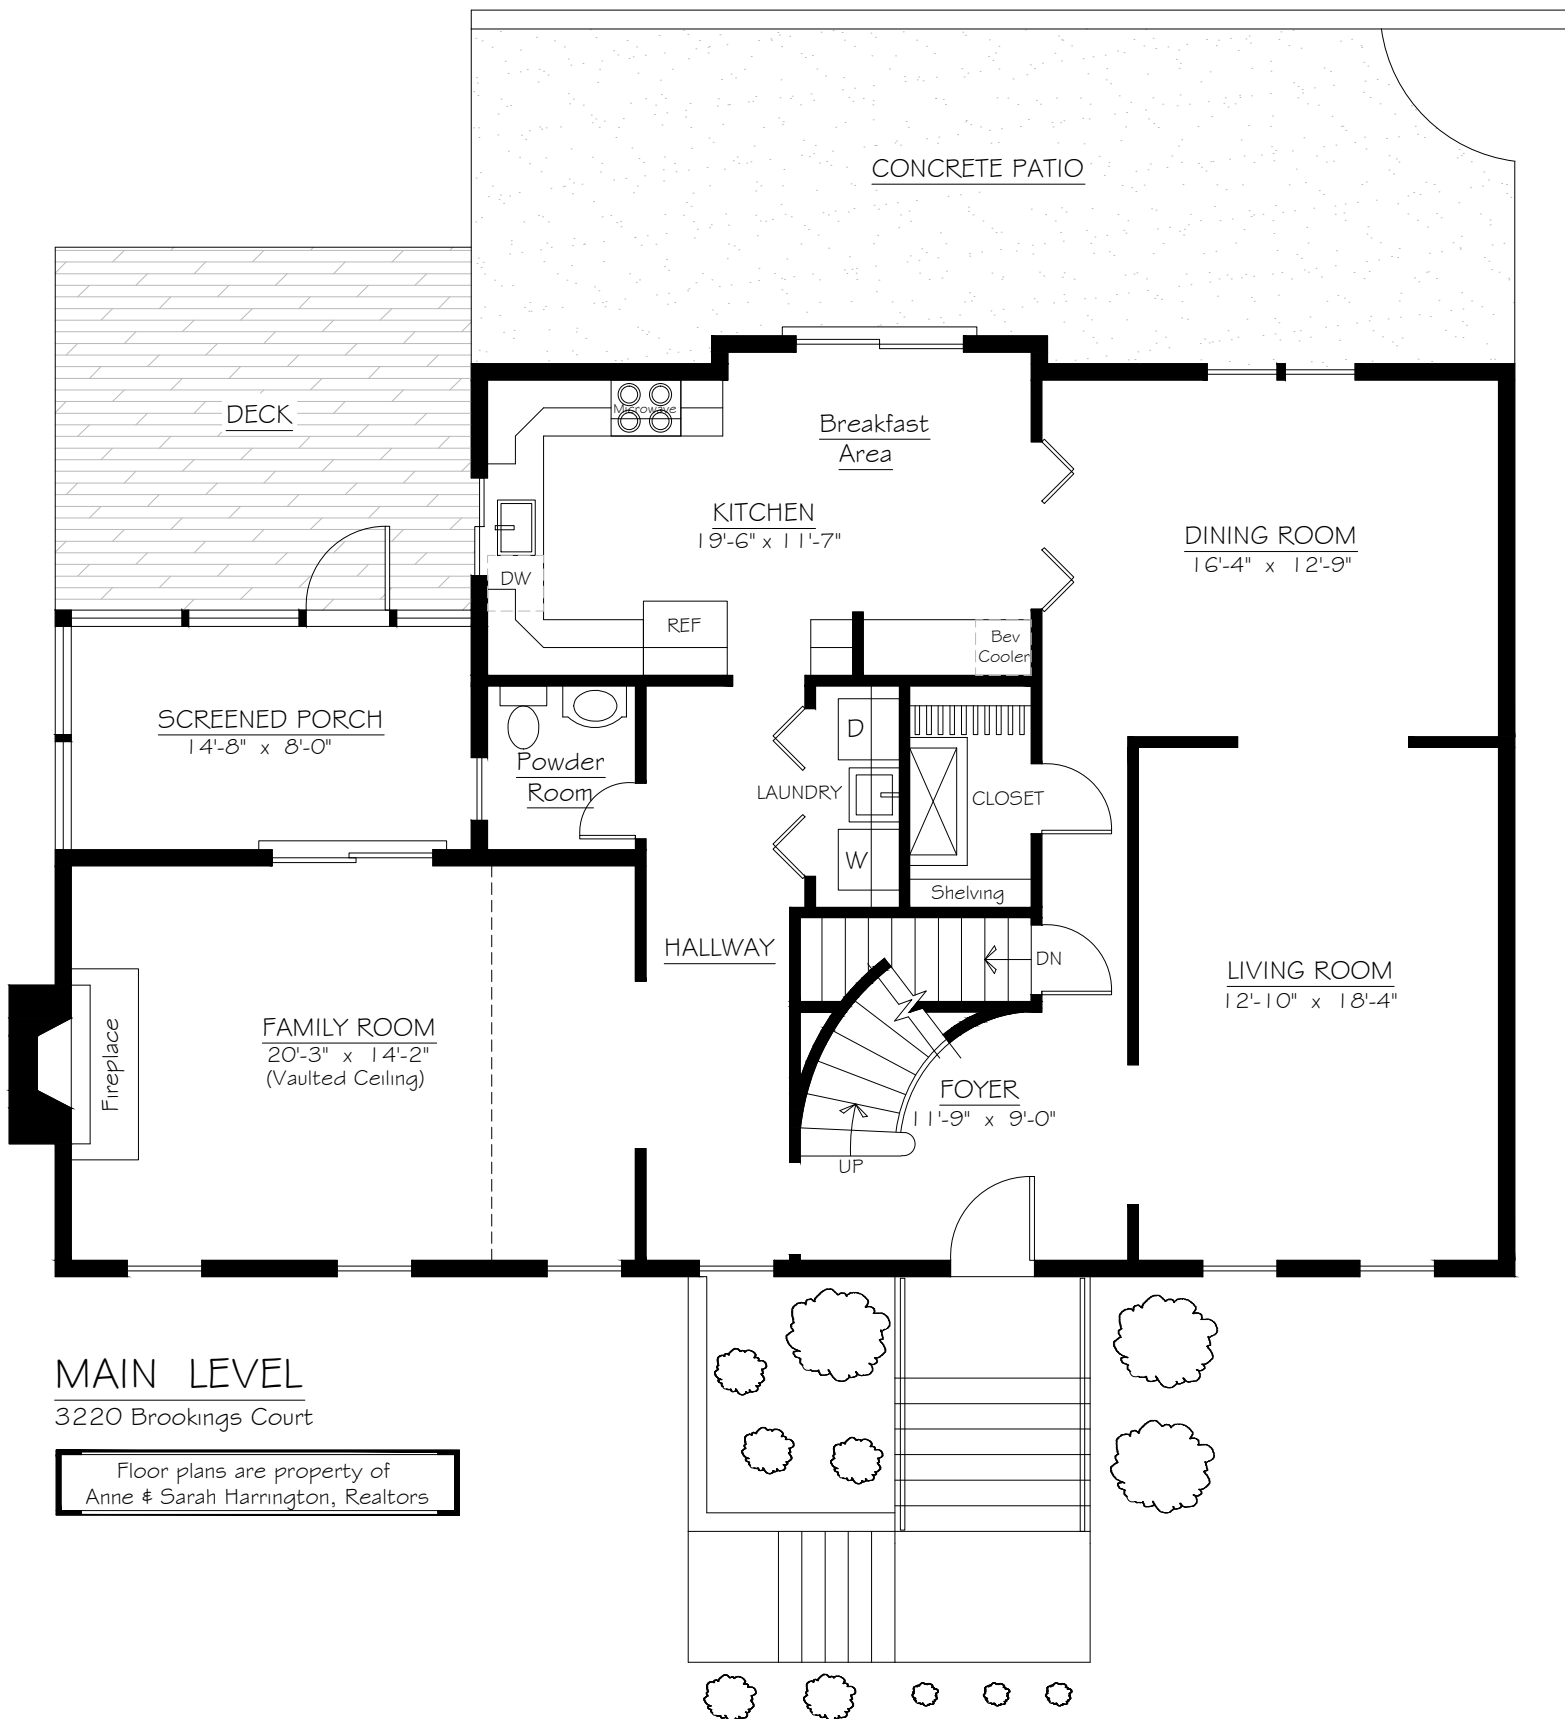 CONCRETE PATIO
DECK
Microwave
Breakfast
Area
KITCHEN
19'-6" x 11'-7"
DINING ROOM
16'-4" x 12'-9"
DW
REF
Bev
Cooler
SCREENED PORCH
14'-8" x 8'-0"
Powder
Room
D
LAUNDRY
W
CLOSET
Shelving
HALLWAY
DN
LIVING ROOM
12'-10" x 18'-4"
FAMILY ROOM
20'-3" x 14'-2"
(Vaulted Ceiling)
Fireplace
FOYER
11'-9" x 9'-0"
UP
MAIN LEVEL
3220 Brookings Court
Floor plans are property of
Anne & Sarah Harrington, Realtors